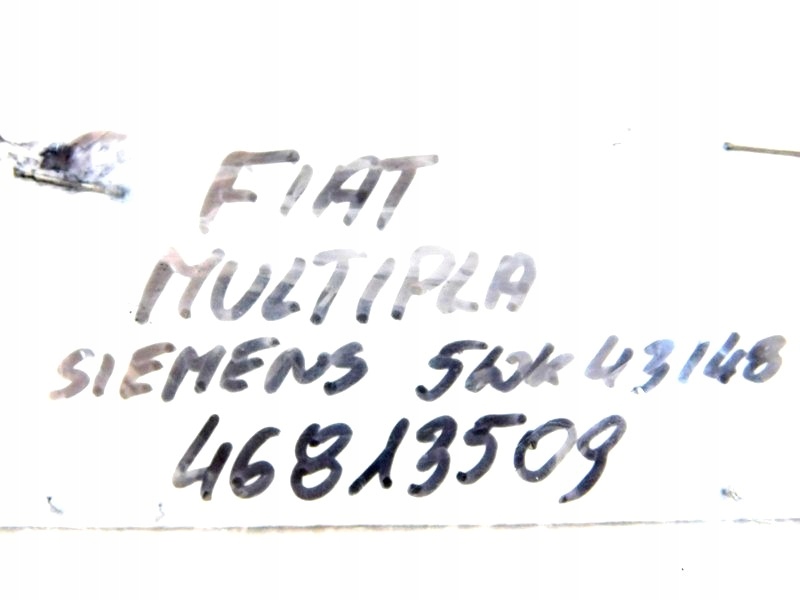 FIAT
MULTIPLA
SIEMENS 5WK43148
46813509